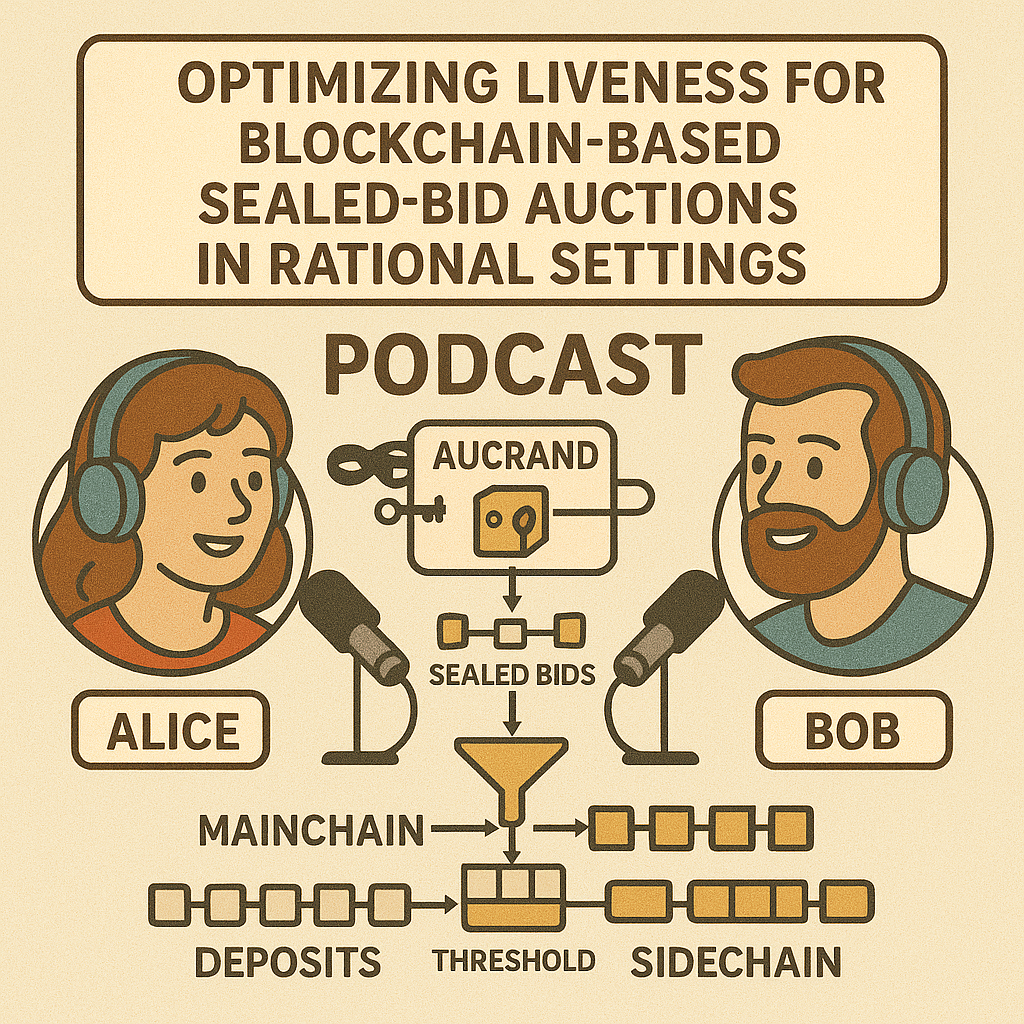 OPTIMIZING LIVENESS FOR
BLOCKCHAIN-BASED
SEALED-BID AUCTIONS
IN RATIONAL SETTINGS
PODCAST
AUCRAND
SEALED BIDS
ALICE
BOB
MAINCHAIN
DEPOSITS
THRESHOLD
SIDECHAIN